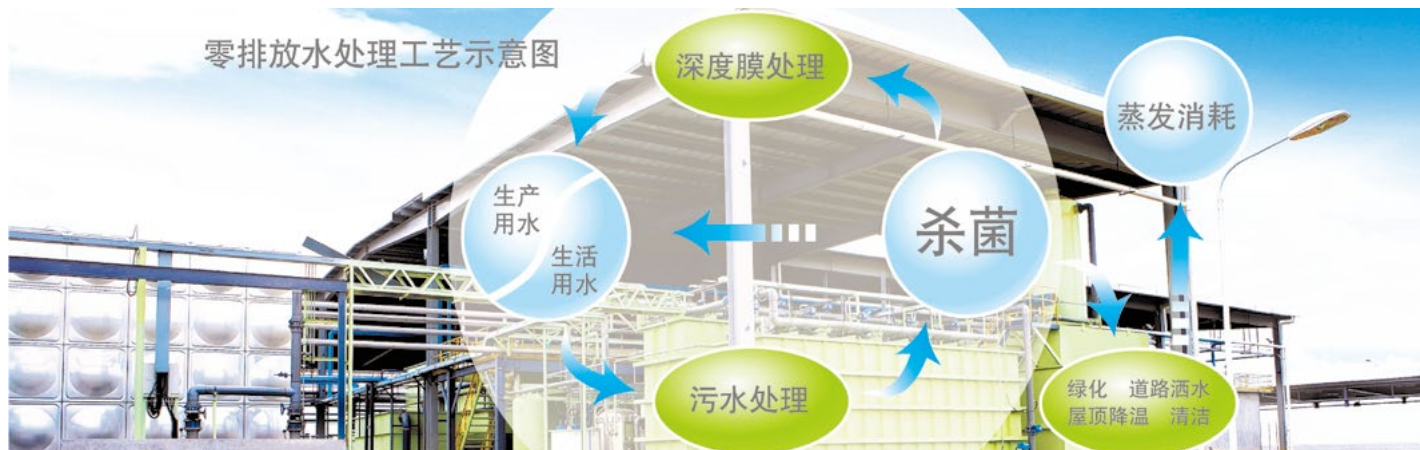 零排放水处理工艺示意图
深度膜处理
蒸发消耗
生产
用水
生活
用水
杀菌
污水处理
绿化 道路洒水
屋顶降温 清洁